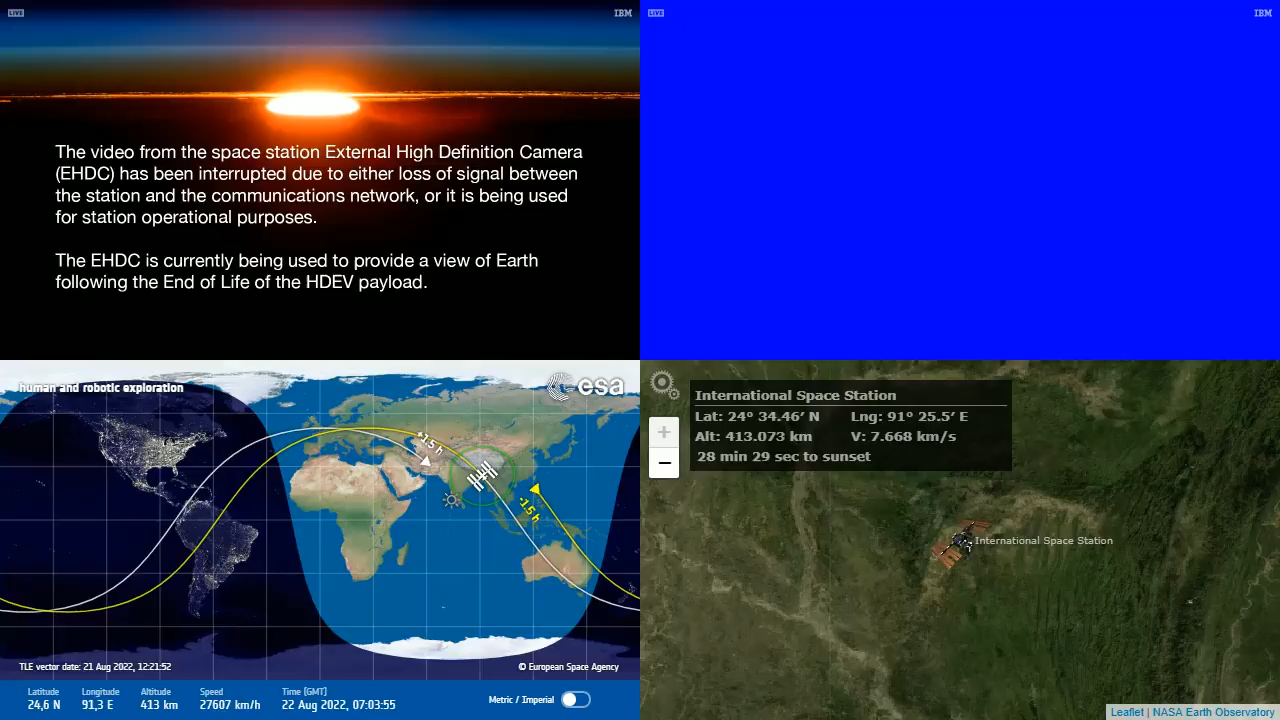 LIVE
IBM
The video from the space station External High Definition Camera
(EHDC) has been interrupted due to either loss of signal between
the station and the communications network, or it is being used
for station operational purposes.
The EHDC is currently being used to provide a view of Earth
following the End of Life of the HDEV payload.
LIVE
IBM
human and robotic exploration
esa
+1.5 h
-1.5 h
TLE vector date: 21 Aug 2022, 12:21:52
© European Space Agency
Latitude Longitude Altitude Speed Time [GMT]
24,6 N 91,3 E 413 km 27607 km/h 22 Aug 2022, 07:03:55
Metric / Imperial
+
−
International Space Station
Lat: 24° 34.46′ N Lng: 91° 25.5′ E
Alt: 413.073 km V: 7.668 km/s
28 min 29 sec to sunset
International Space Station
Leaflet | NASA Earth Observatory